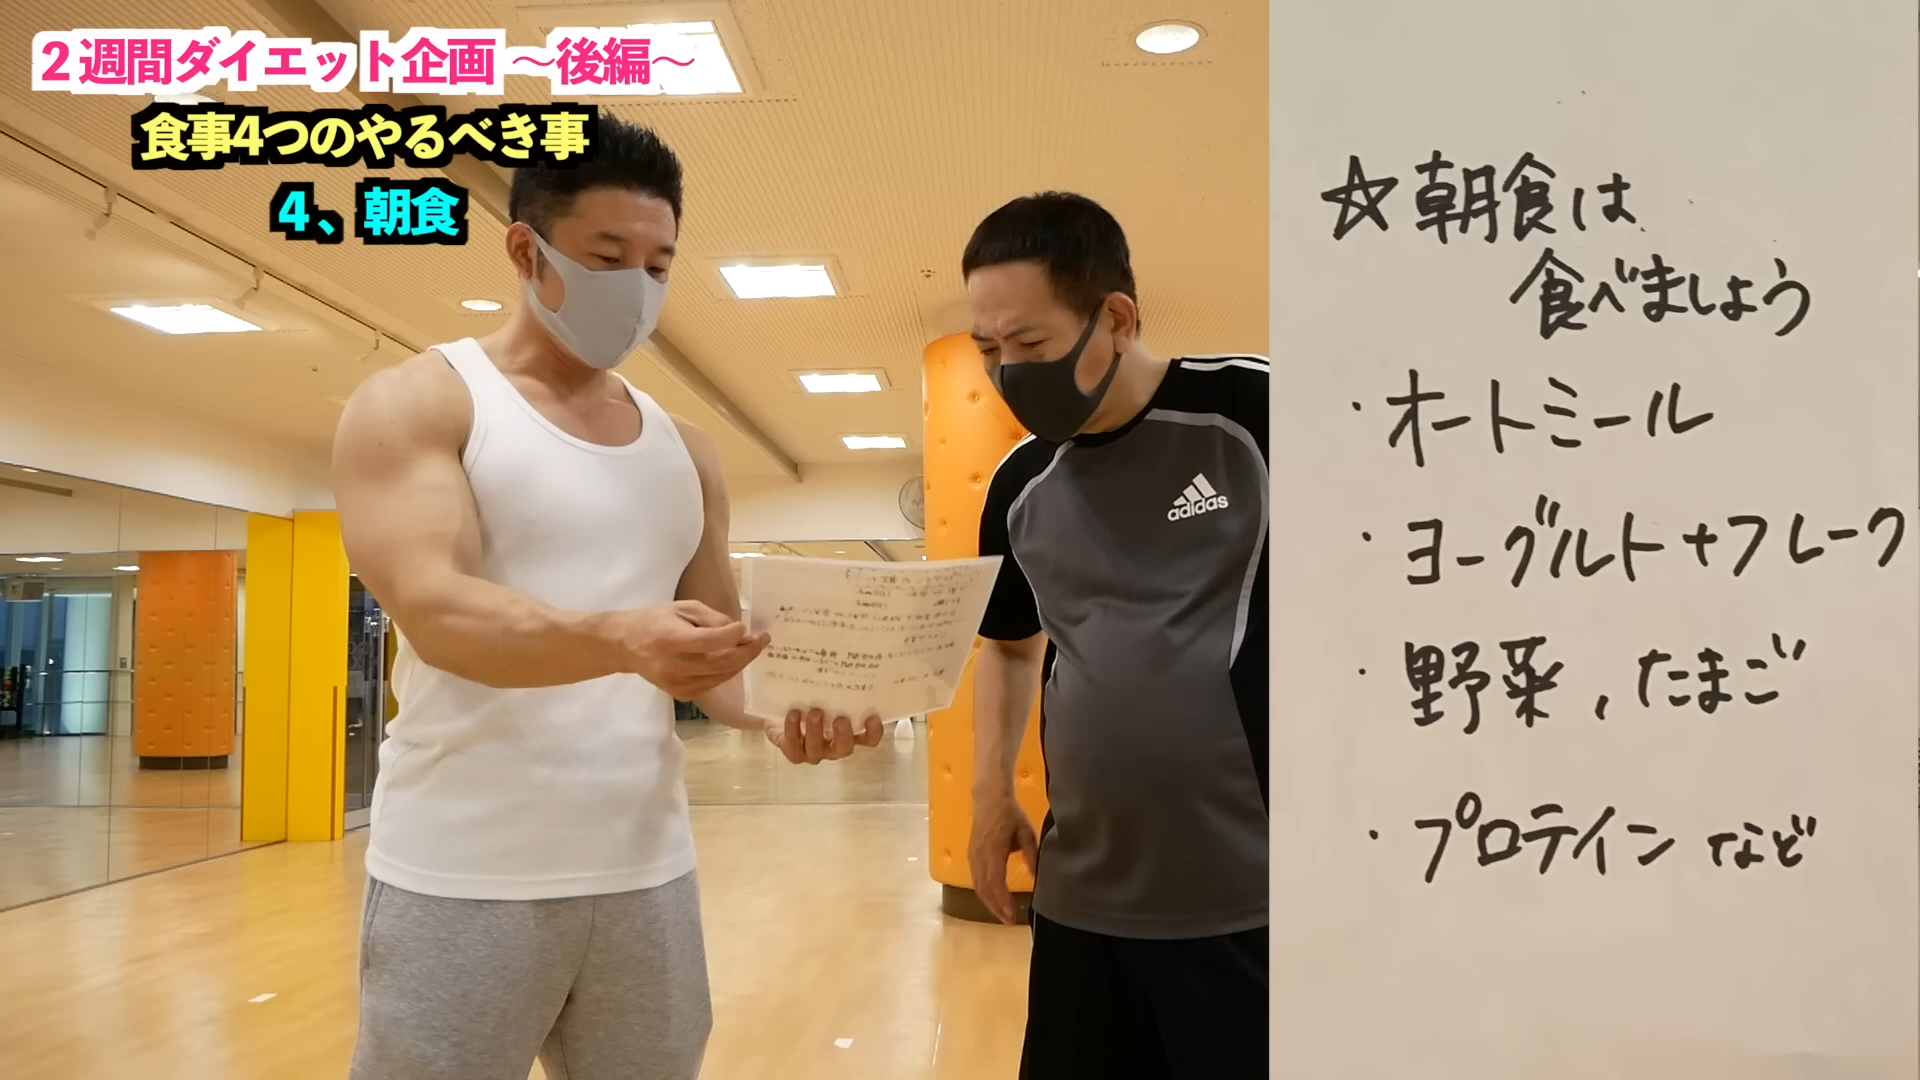 2週間ダイエット企画 ～後編～
食事4つのやるべき事
4、朝食
adidas
☆朝食は
食べましょう
・オートミール
・ヨーグルト+フレーク
・野菜、たまご
・プロテインなど